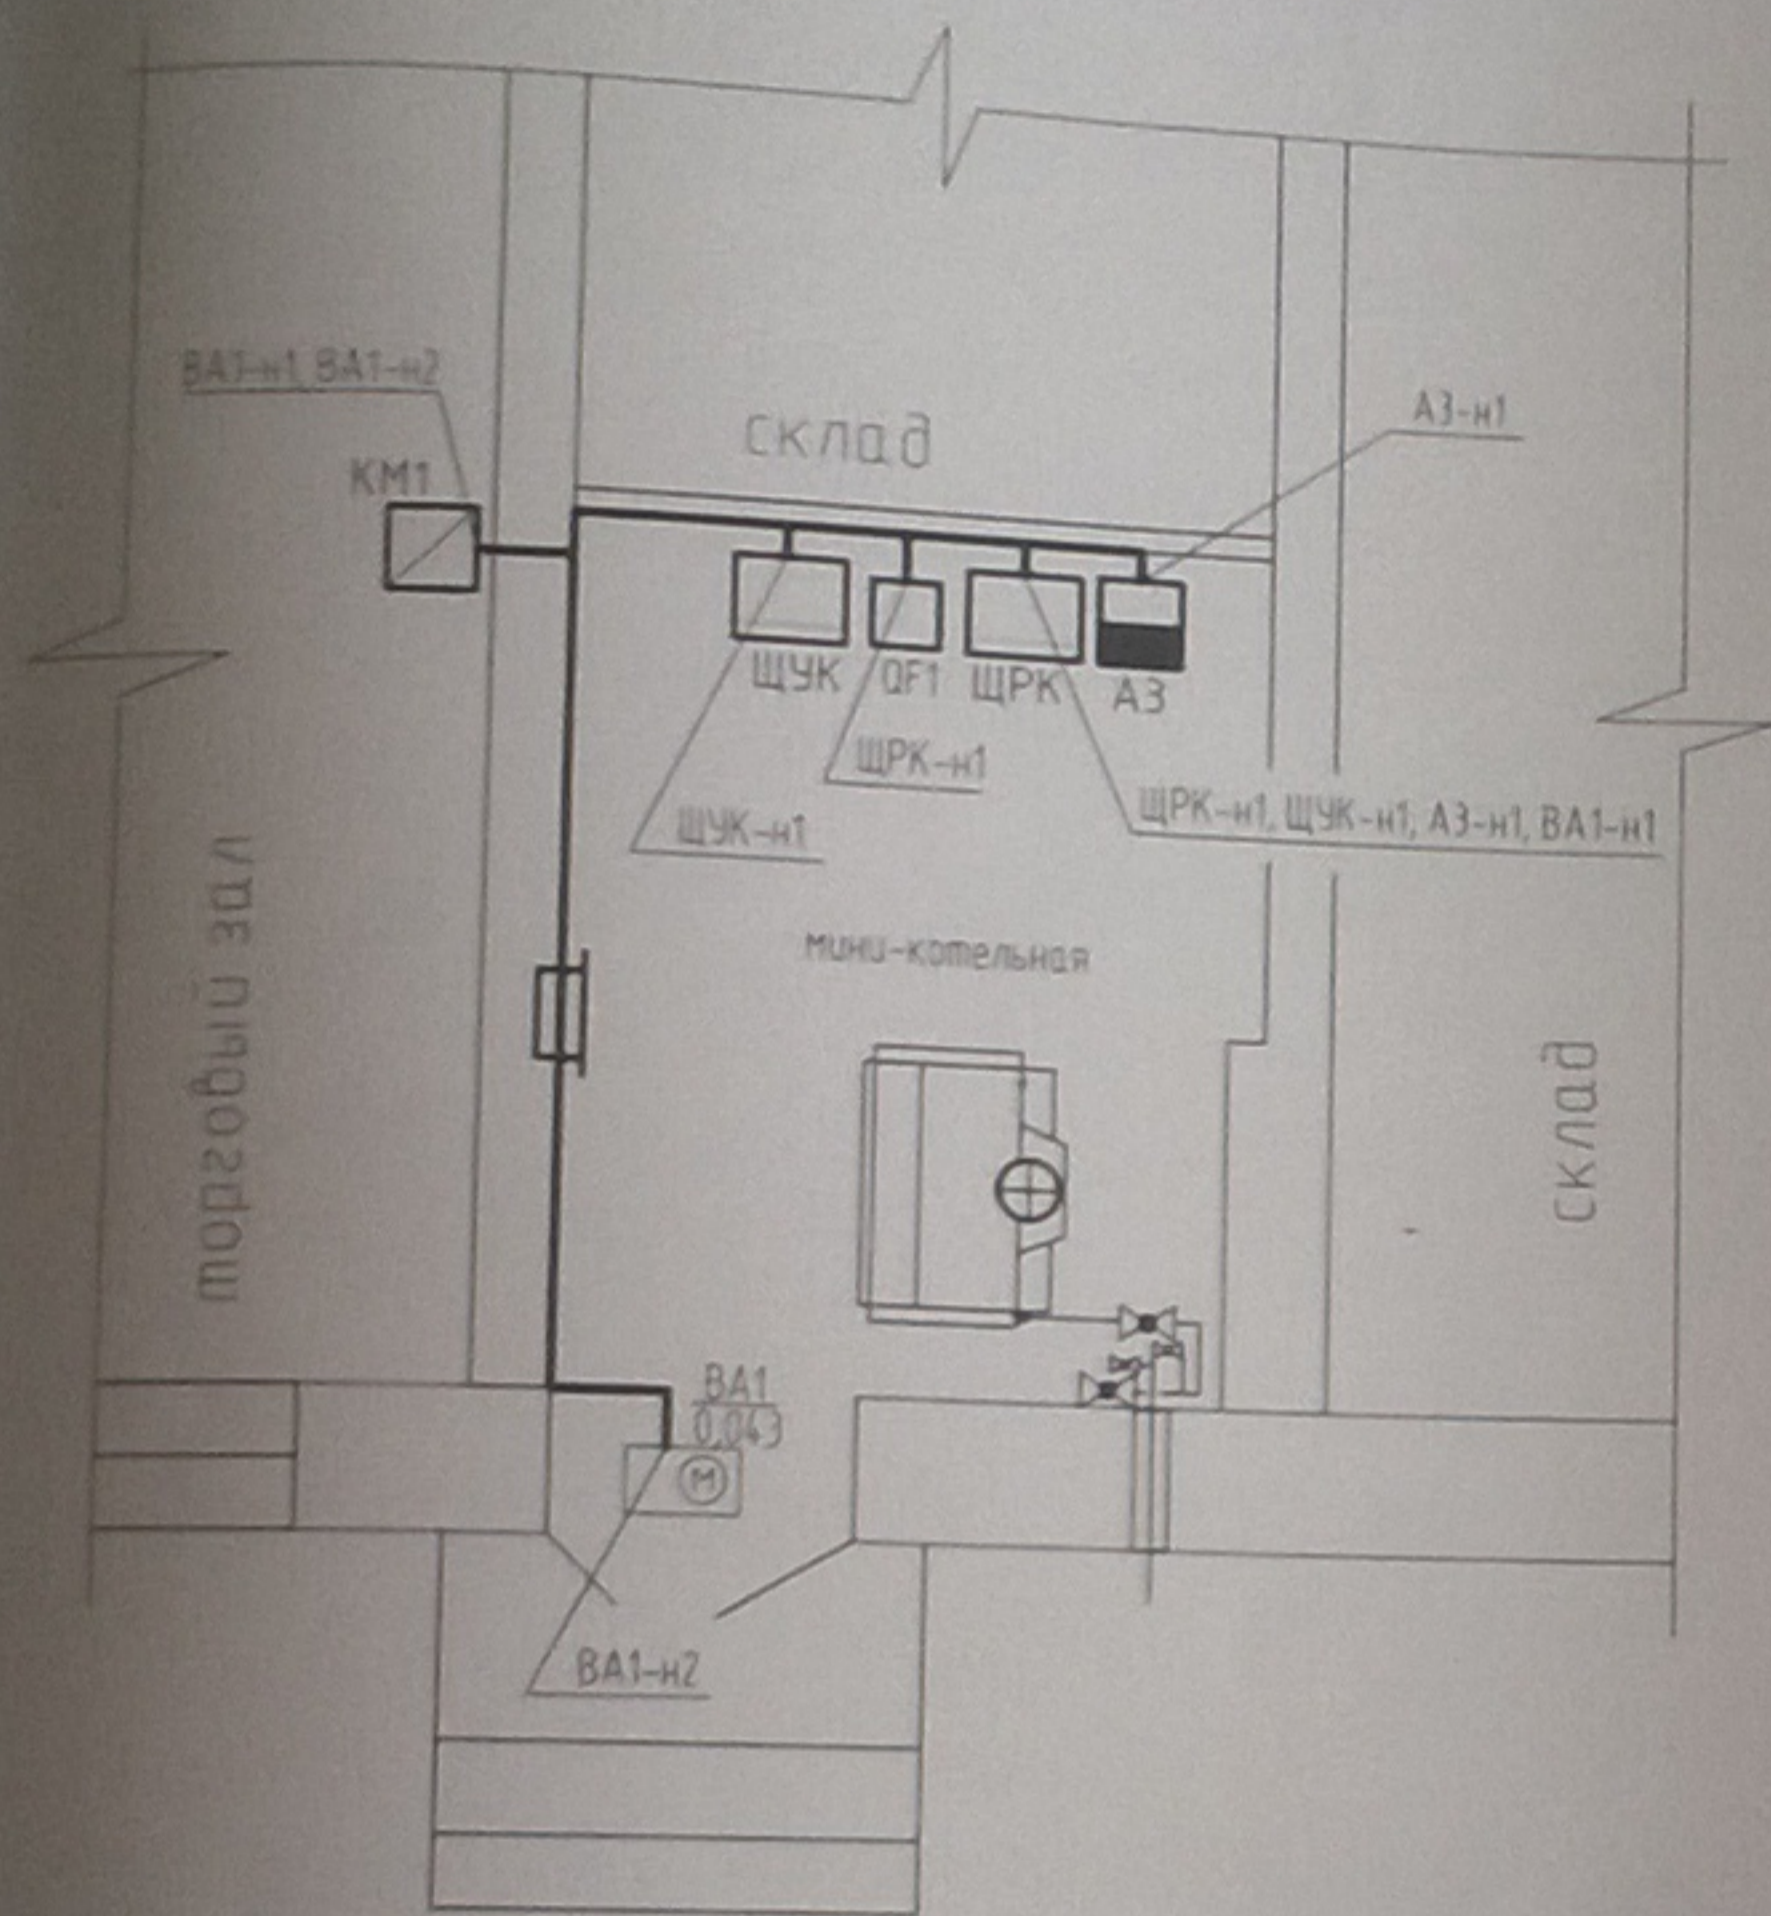 ВА1-н1, ВА1-н2
А3-н1
склад
КМ1
ЩУК
QF1
ЩРК
А3
ЩРК-н1
ЩУК-н1
ЩРК-н1, ЩУК-н1, А3-н1, ВА1-н1
мини-котельная
торговый зал
склад
ВА1
0,043
М
ВА1-н2